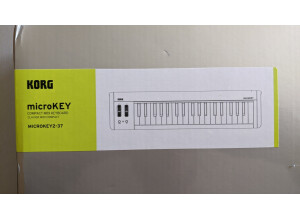 KORG
microKEY
COMPACT MIDI KEYBOARD
MICROKEY2-37